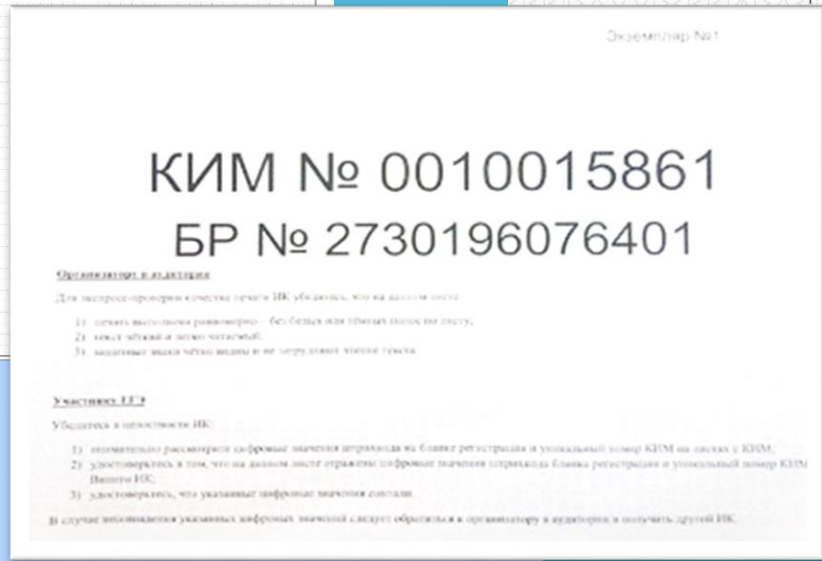 Экземпляр №1
КИМ № 0010015861
БР № 2730196076401
Организатору в аудитории
Для экспресс-проверки качества печати ИК убедитесь, что на данном листе
1) печать выполнена равномерно – без белых или тёмных полос по листу;
2) текст чёткий и легко читаемый;
3) защитные знаки чётко видны и не затрудняют чтения текста.
Участнику ЕГЭ
Убедитесь в целостности ИК:
1) внимательно рассмотрев цифровые значения штрихкода на бланке регистрации и уникальный номер КИМ на листах с КИМ;
2) удостоверьтесь в том, что на данном листе отражены цифровые значения штрихкода бланка регистрации и уникальный номер КИМ
Вашего ИК;
3) удостоверьтесь, что указанные цифровые значения совпали.
В случае несовпадения указанных цифровых значений следует обратиться к организатору в аудитории и получить другой ИК.